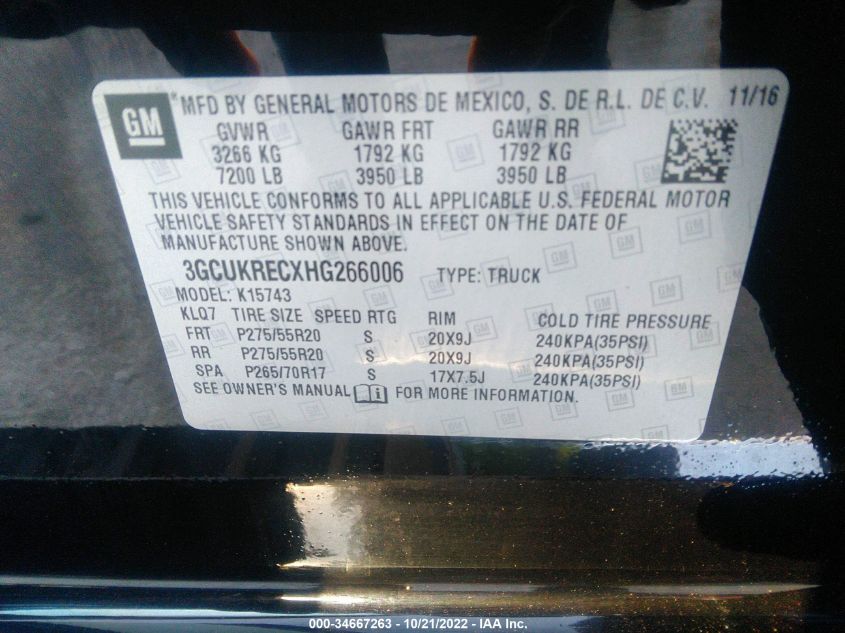 GM *MFD BY GENERAL MOTORS DE MEXICO, S. DE R.L. DE C.V. 11/16
GVWR GAWR FRT GAWR RR
3266 KG 1792 KG 1792 KG
7200 LB 3950 LB 3950 LB
THIS VEHICLE CONFORMS TO ALL APPLICABLE U.S. FEDERAL MOTOR
VEHICLE SAFETY STANDARDS IN EFFECT ON THE DATE OF
MANUFACTURE SHOWN ABOVE.
3GCUKRECXHG266006 TYPE: TRUCK
MODEL: K15743
KLQ7 TIRE SIZE SPEED RTG RIM COLD TIRE PRESSURE
FRT P275/55R20 S 20X9J 240KPA(35PSI)
RR P275/55R20 S 20X9J 240KPA(35PSI)
SPA P265/70R17 S 17X7.5J 240KPA(35PSI)
SEE OWNER'S MANUAL FOR MORE INFORMATION.
000-34667263 - 10/21/2022 - IAA Inc.